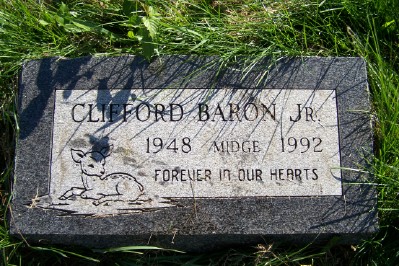 CLIFFORD BARON JR.
1948 MIDGE 1992
FOREVER IN OUR HEARTS